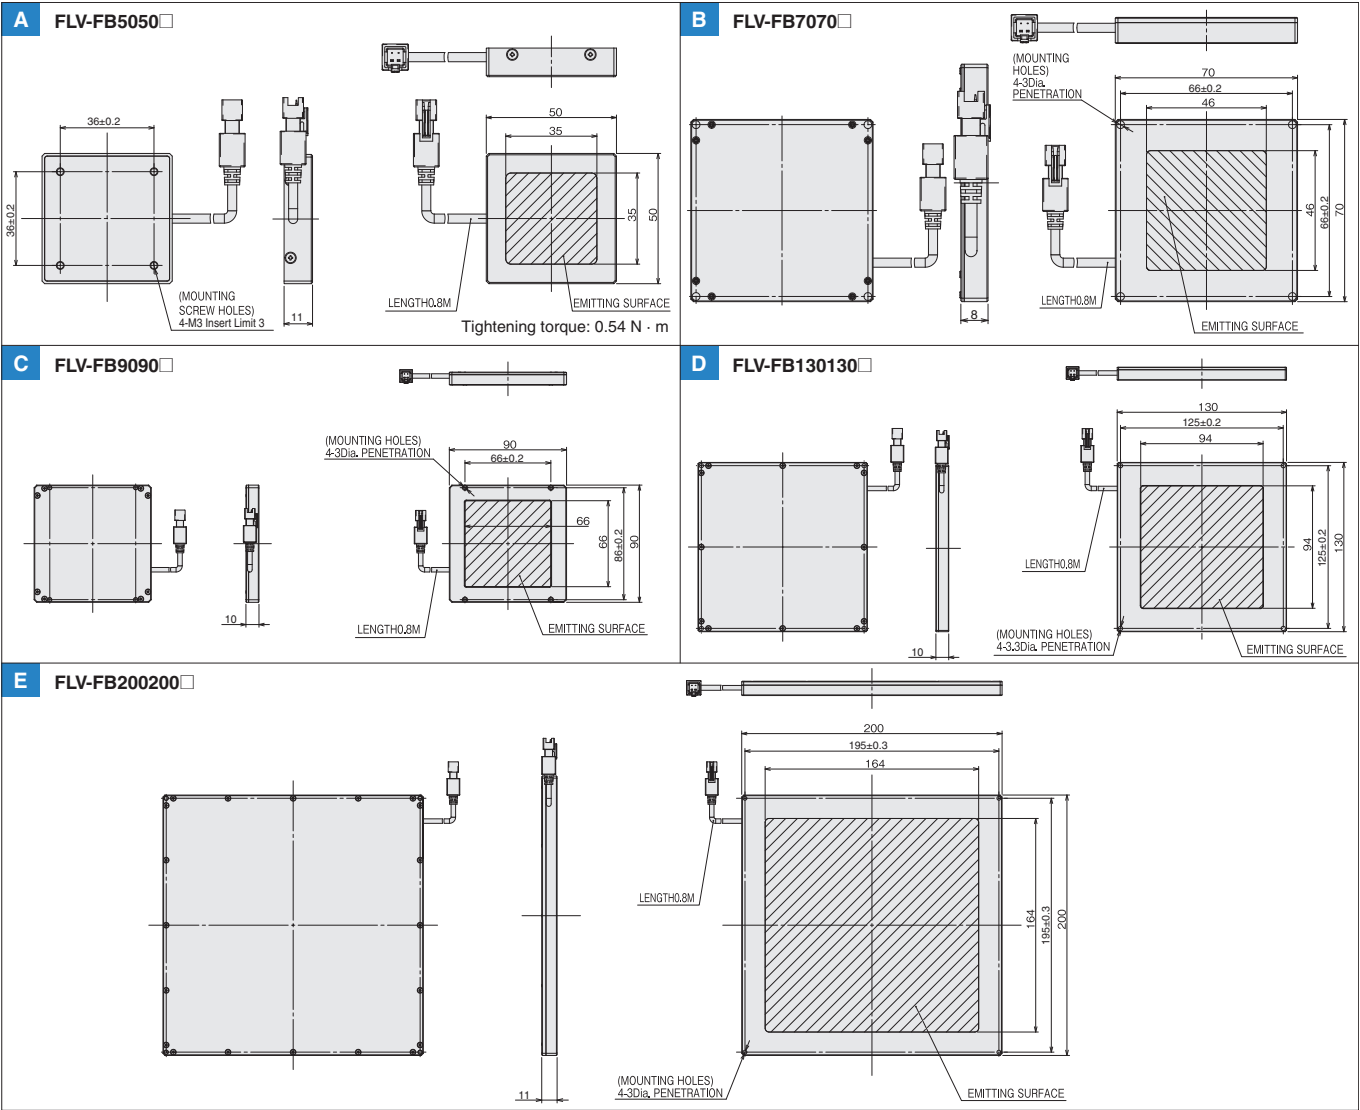 A FLV-FB5050□
36±0.2
36±0.2
(MOUNTING
SCREW HOLES)
4-M3 Insert Limit 3
11
50
35
35
50
LENGTH0.8M
EMITTING SURFACE
Tightening torque: 0.54 N · m
B FLV-FB7070□
(MOUNTING
HOLES)
4-3Dia.
PENETRATION
70
66±0.2
46
46
66±0.2
70
8
LENGTH0.8M
EMITTING SURFACE
C FLV-FB9090□
(MOUNTING HOLES)
4-3Dia. PENETRATION
90
66±0.2
66
66
86±0.2
90
10
LENGTH0.8M
EMITTING SURFACE
D FLV-FB130130□
130
125±0.2
94
94
125±0.2
130
LENGTH0.8M
10
(MOUNTING HOLES)
4-3.3Dia. PENETRATION
EMITTING SURFACE
E FLV-FB200200□
200
195±0.3
164
164
195±0.3
200
LENGTH0.8M
11
(MOUNTING HOLES)
4-3Dia. PENETRATION
EMITTING SURFACE